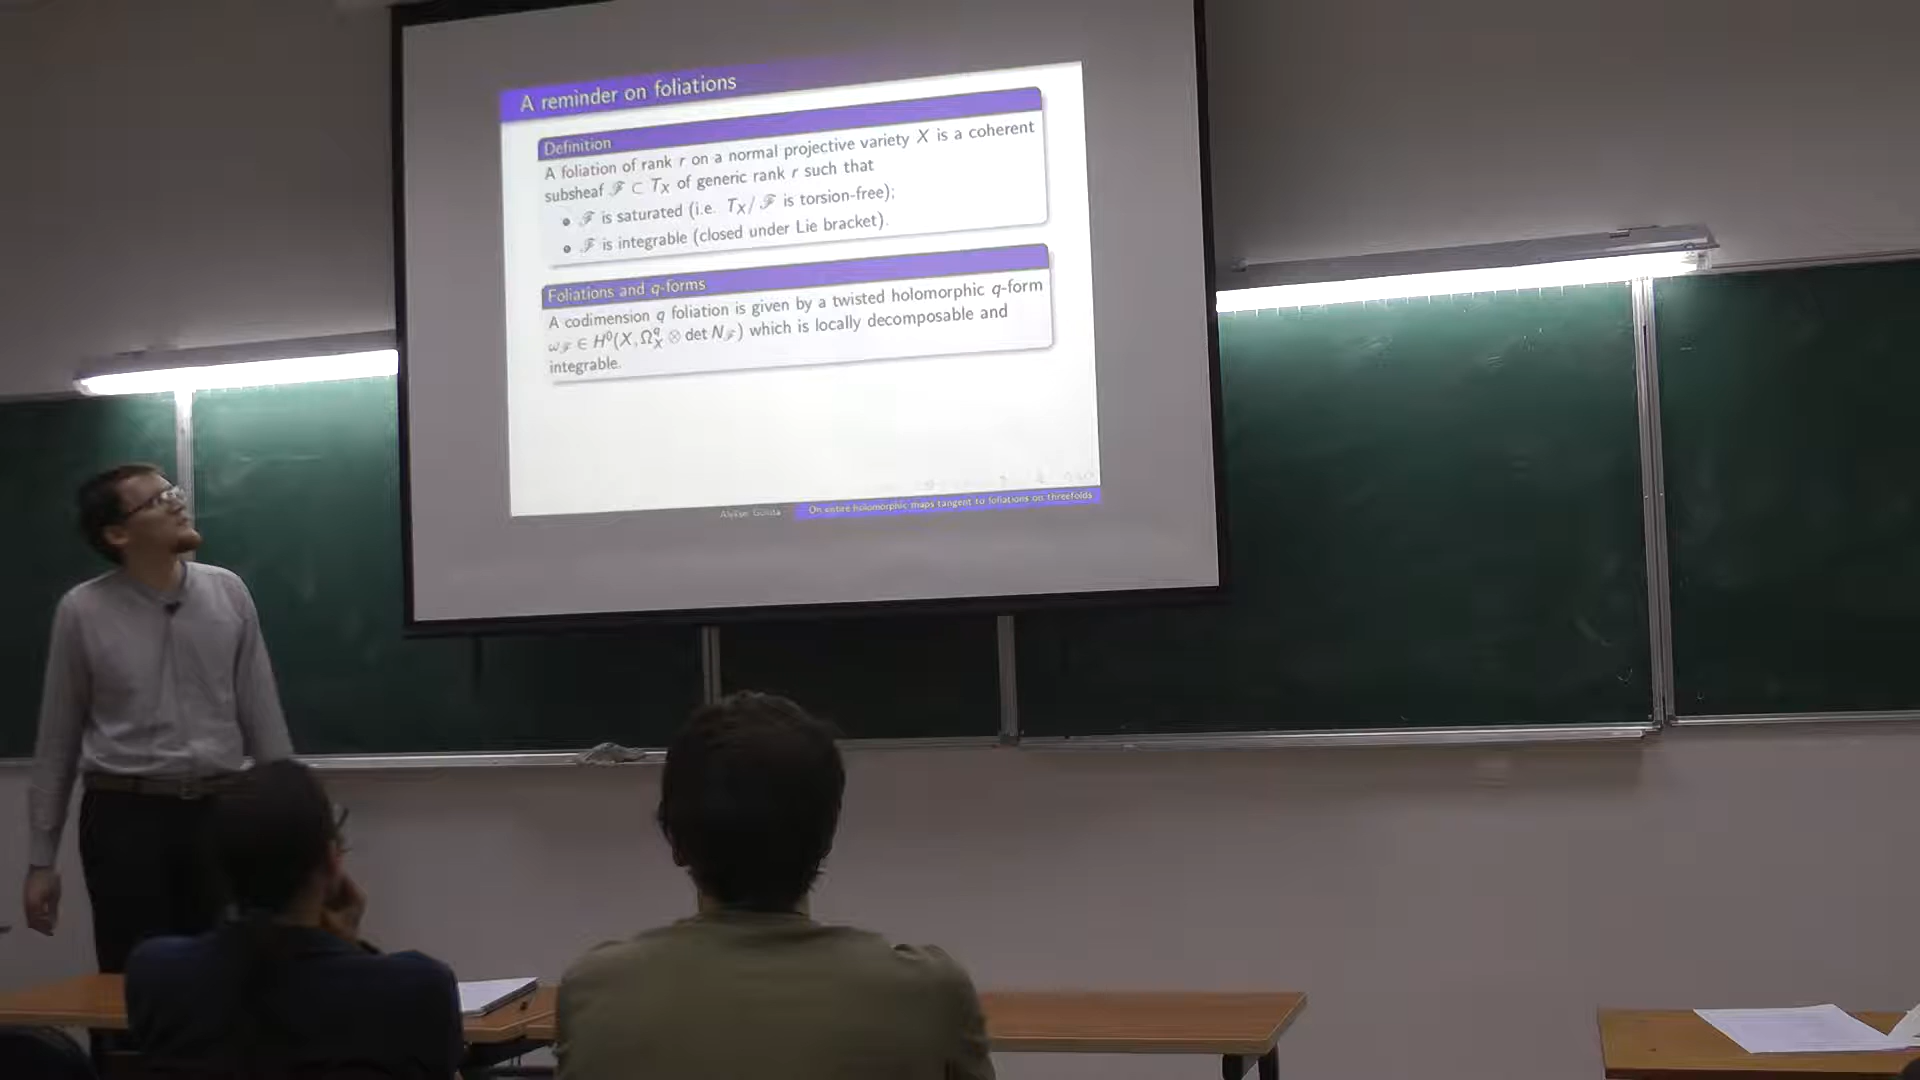 A reminder on foliations
Definition
A foliation of rank r on a normal projective variety X is a coherent
subsheaf ℱ ⊂ T_X of generic rank r such that
• ℱ is saturated (i.e. T_X/ℱ is torsion-free);
• ℱ is integrable (closed under Lie bracket).
Foliations and q-forms
A codimension q foliation is given by a twisted holomorphic q-form
ω_ℱ ∈ H⁰(X, Ω_X^q ⊗ det N_ℱ) which is locally decomposable and
integrable.
On entire holomorphic maps tangent to foliations on threefolds